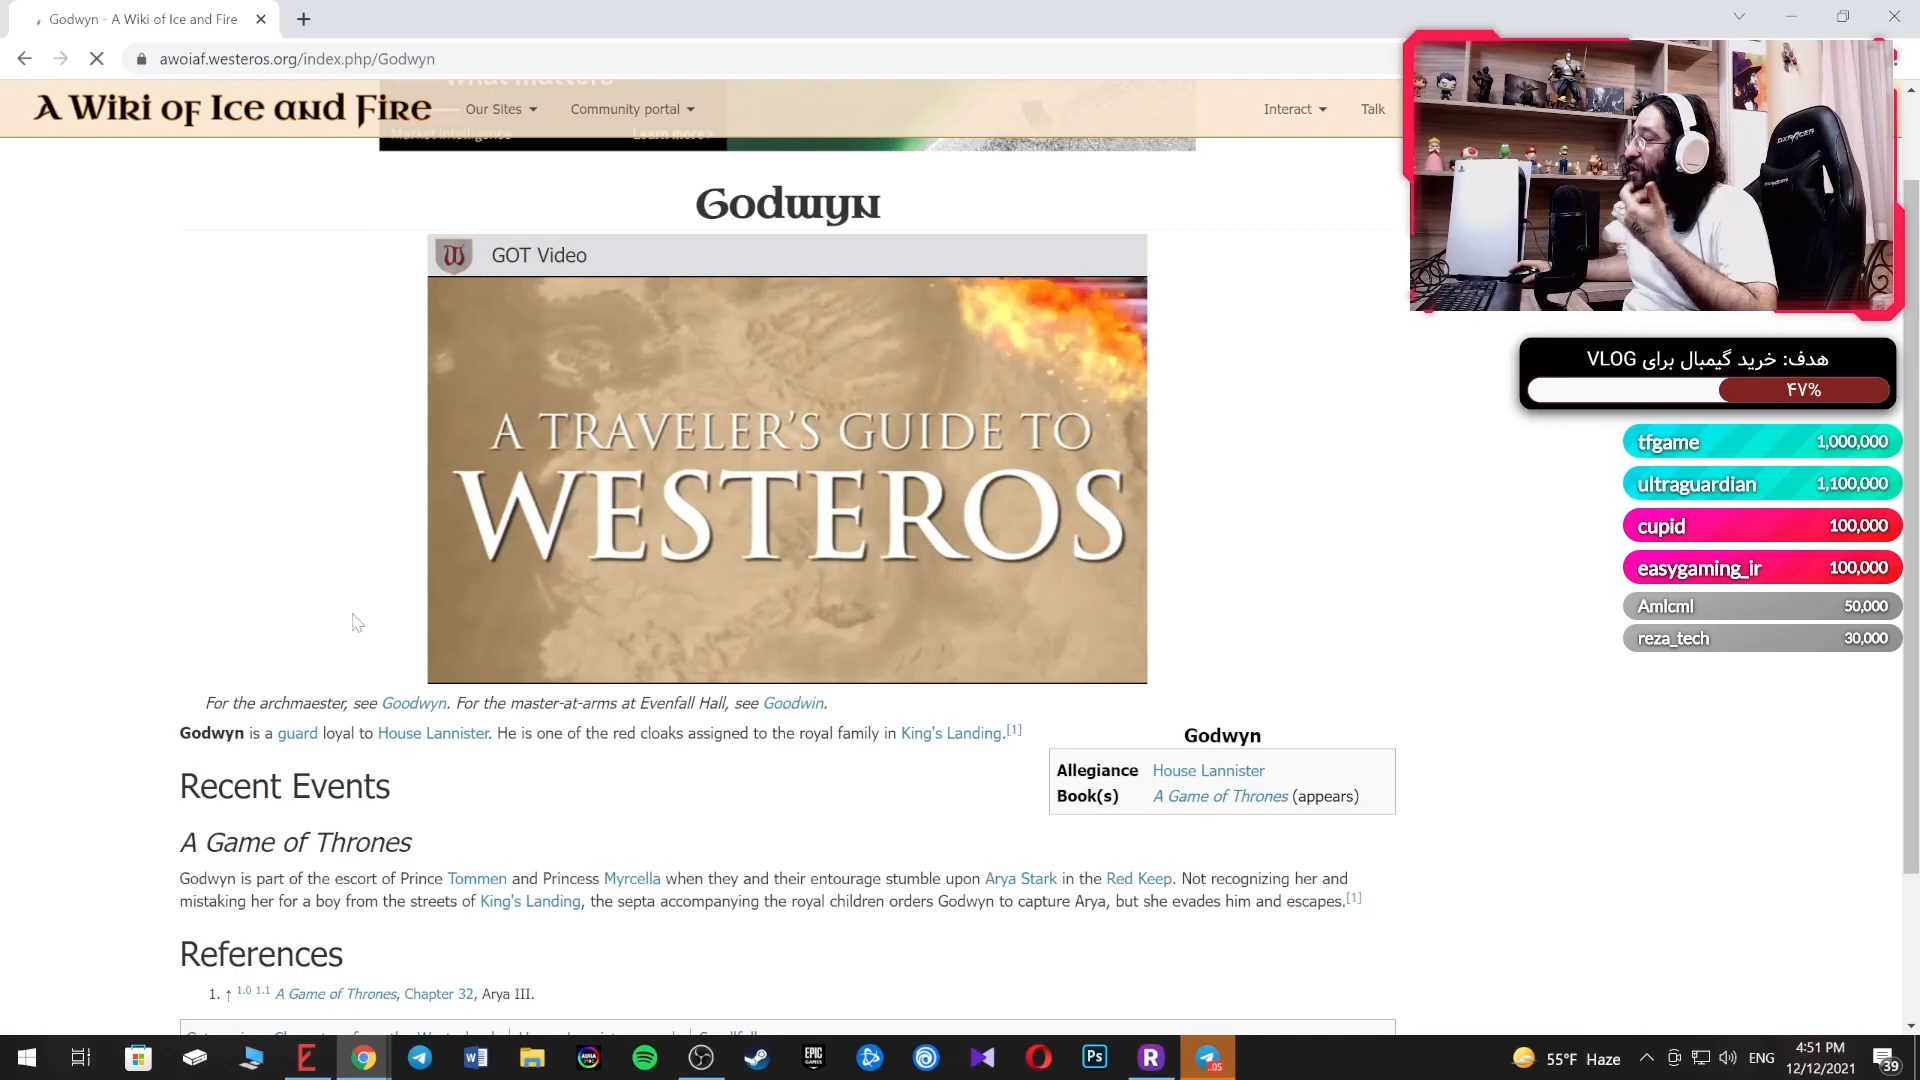 Godwyn - A Wiki of Ice and Fire
awoiaf.westeros.org/index.php/Godwyn
A Wiki of Ice and Fire
Our Sites
Community portal
Interact
Talk
Learn more >
Godwyn
GOT Video
A TRAVELER'S GUIDE TO
WESTEROS
For the archmaester, see Goodwyn. For the master-at-arms at Evenfall Hall, see Goodwin.
Godwyn is a guard loyal to House Lannister. He is one of the red cloaks assigned to the royal family in King's Landing.[1]
Godwyn
Allegiance House Lannister
Book(s) A Game of Thrones (appears)
Recent Events
A Game of Thrones
Godwyn is part of the escort of Prince Tommen and Princess Myrcella when they and their entourage stumble upon Arya Stark in the Red Keep. Not recognizing her and
mistaking her for a boy from the streets of King's Landing, the septa accompanying the royal children orders Godwyn to capture Arya, but she evades him and escapes.[1]
References
1. ↑ 1.0 1.1 A Game of Thrones, Chapter 32, Arya III.
DXRACER
هدف: خرید گیمبال برای VLOG
۴۷%
tfgame 1,000,000
ultraguardian 1,100,000
cupid 100,000
easygaming_ir 100,000
Amlcml 50,000
reza_tech 30,000
EPIC GAMES
Ps
55°F Haze
ENG
4:51 PM
12/12/2021
39